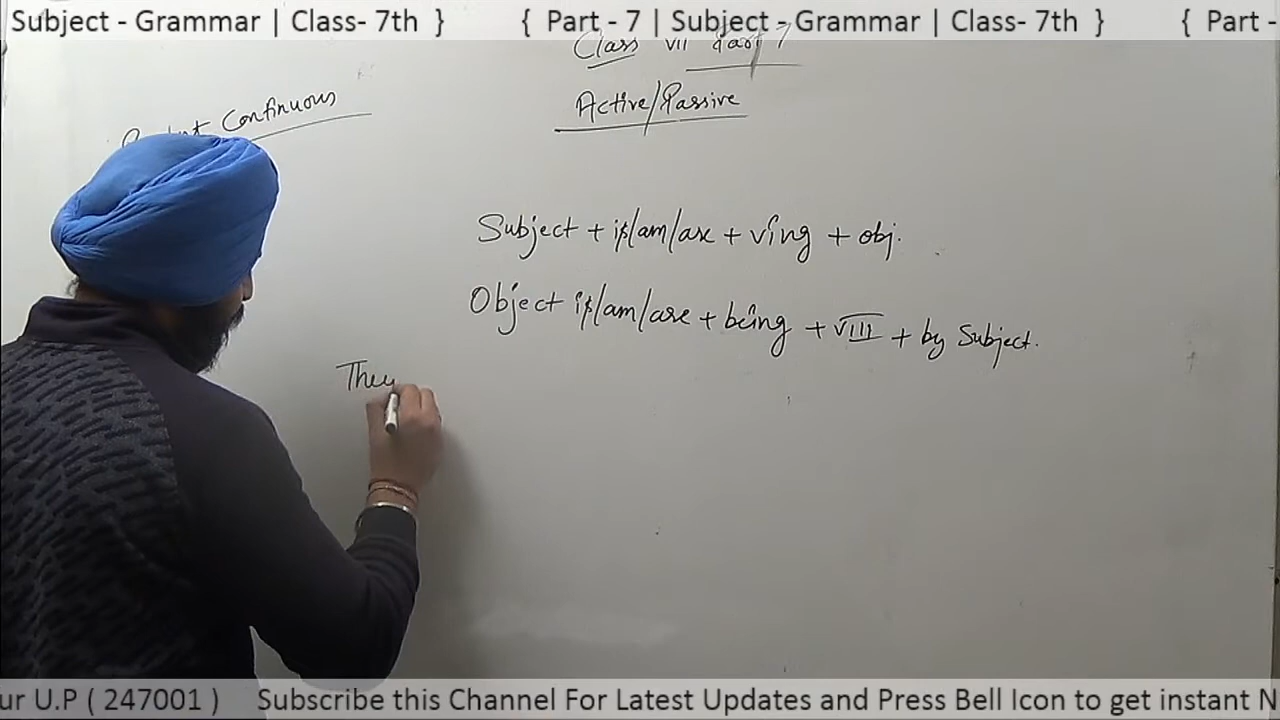 Subject - Grammar | Class- 7th } { Part - 7 | Subject - Grammar | Class- 7th } { Part -
Class VII Part 7
Active/Passive
Continuous
Subject + is/am/are + ving + obj.
Object is/am/are + being + VIII + by Subject.
They
ur U.P ( 247001 ) Subscribe this Channel For Latest Updates and Press Bell Icon to get instant N